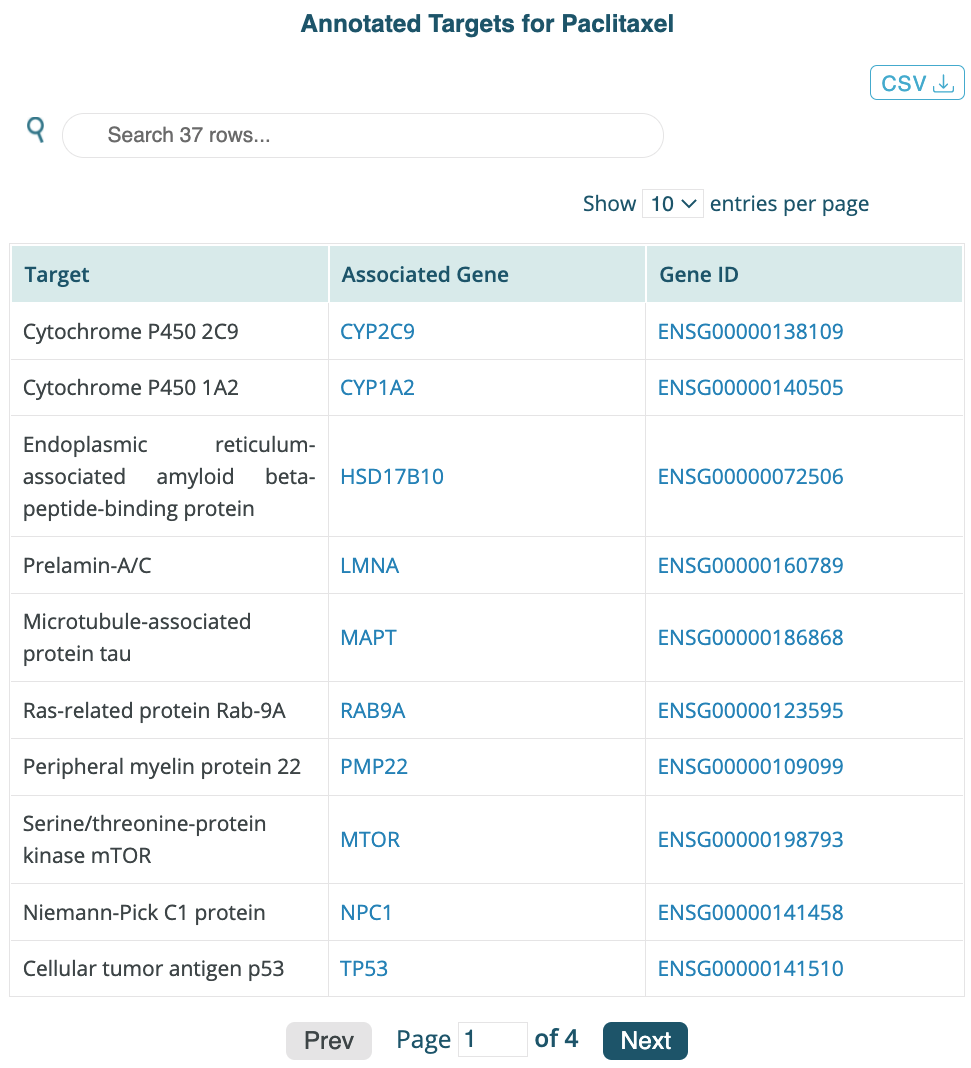 Annotated Targets for Paclitaxel
CSV
Search 37 rows...
Show 10 entries per page
Target Associated Gene Gene ID
Cytochrome P450 2C9 CYP2C9 ENSG00000138109
Cytochrome P450 1A2 CYP1A2 ENSG00000140505
Endoplasmic reticulum-
associated amyloid beta-
peptide-binding protein
HSD17B10 ENSG00000072506
Prelamin-A/C LMNA ENSG00000160789
Microtubule-associated
protein tau
MAPT ENSG00000186868
Ras-related protein Rab-9A RAB9A ENSG00000123595
Peripheral myelin protein 22 PMP22 ENSG00000109099
Serine/threonine-protein
kinase mTOR
MTOR ENSG00000198793
Niemann-Pick C1 protein NPC1 ENSG00000141458
Cellular tumor antigen p53 TP53 ENSG00000141510
Prev Page 1 of 4 Next